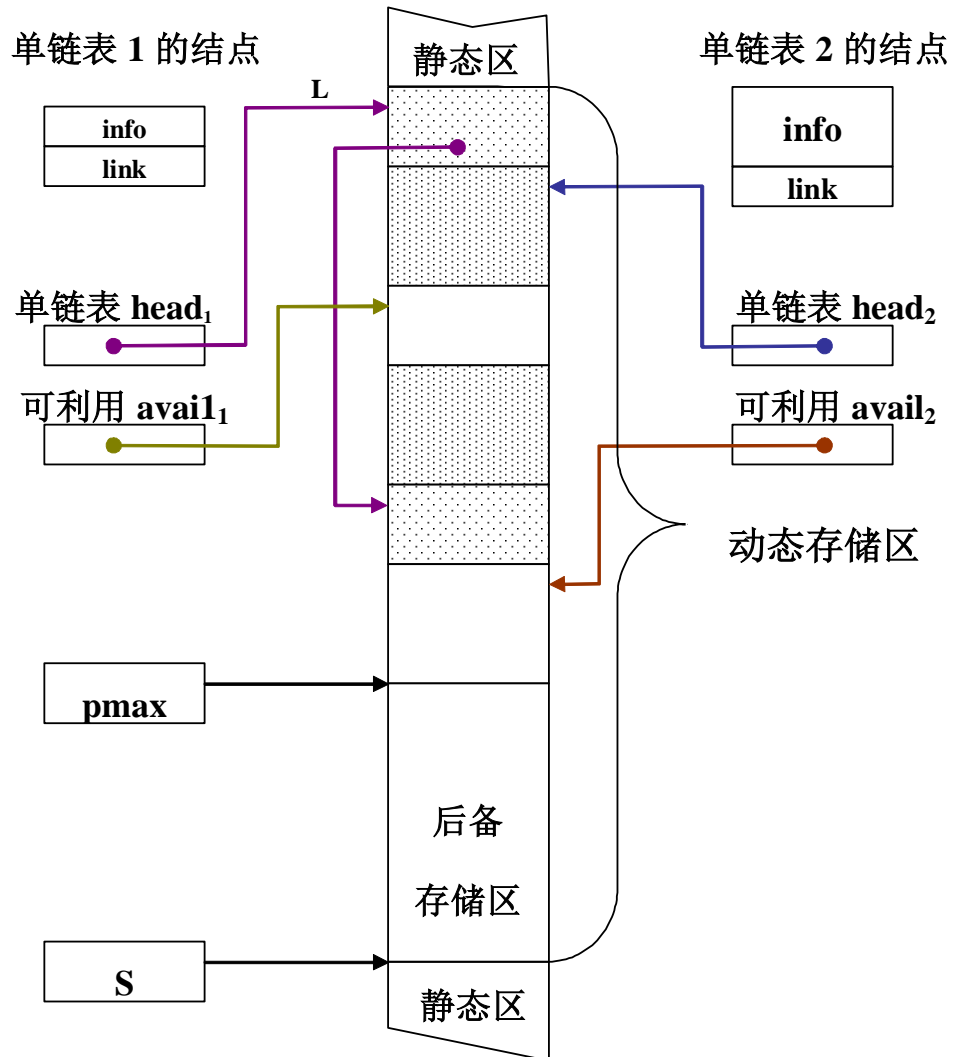 单链表 1 的结点
静态区
单链表 2 的结点
L
info
link
info
link
单链表 head₁
单链表 head₂
可利用 avai1₁
可利用 avail₂
动态存储区
pmax
后备
存储区
S
静态区